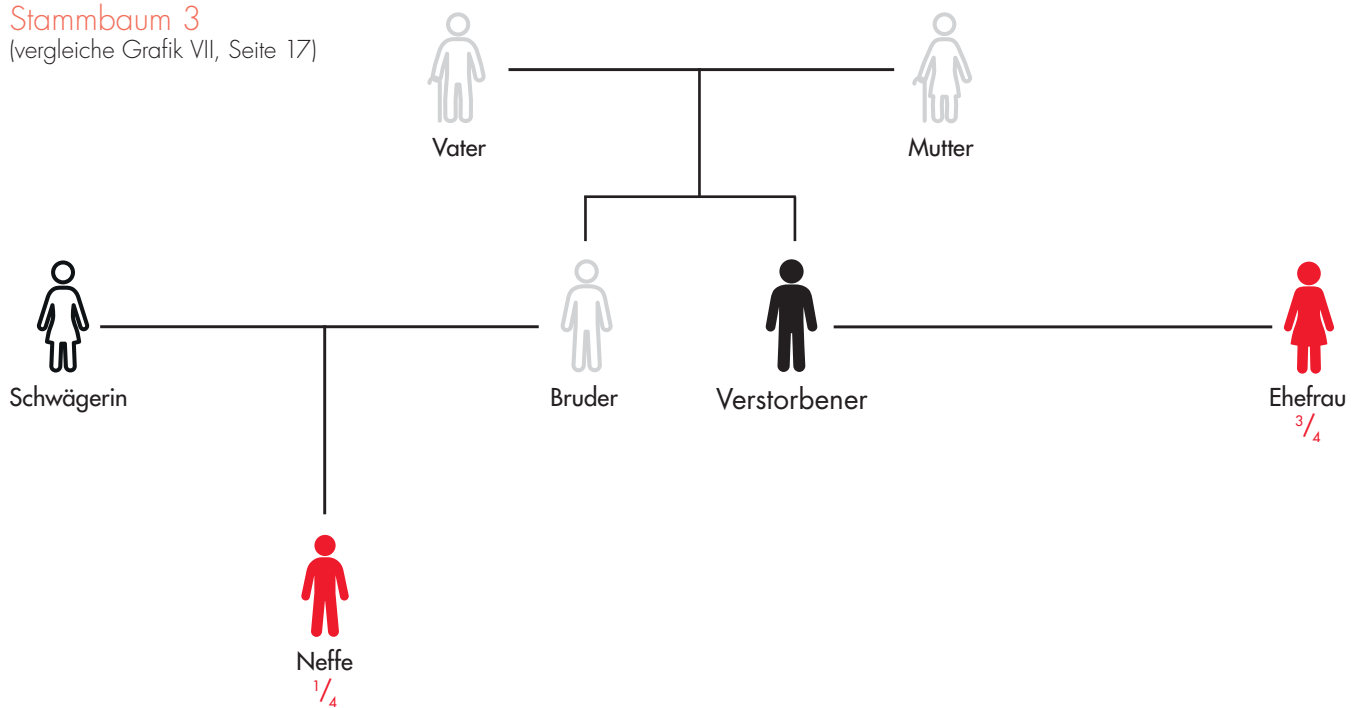 Stammbaum 3
(vergleiche Grafik VII, Seite 17)
Vater
Mutter
Schwägerin
Bruder
Verstorbener
Ehefrau
3/4
Neffe
1/4